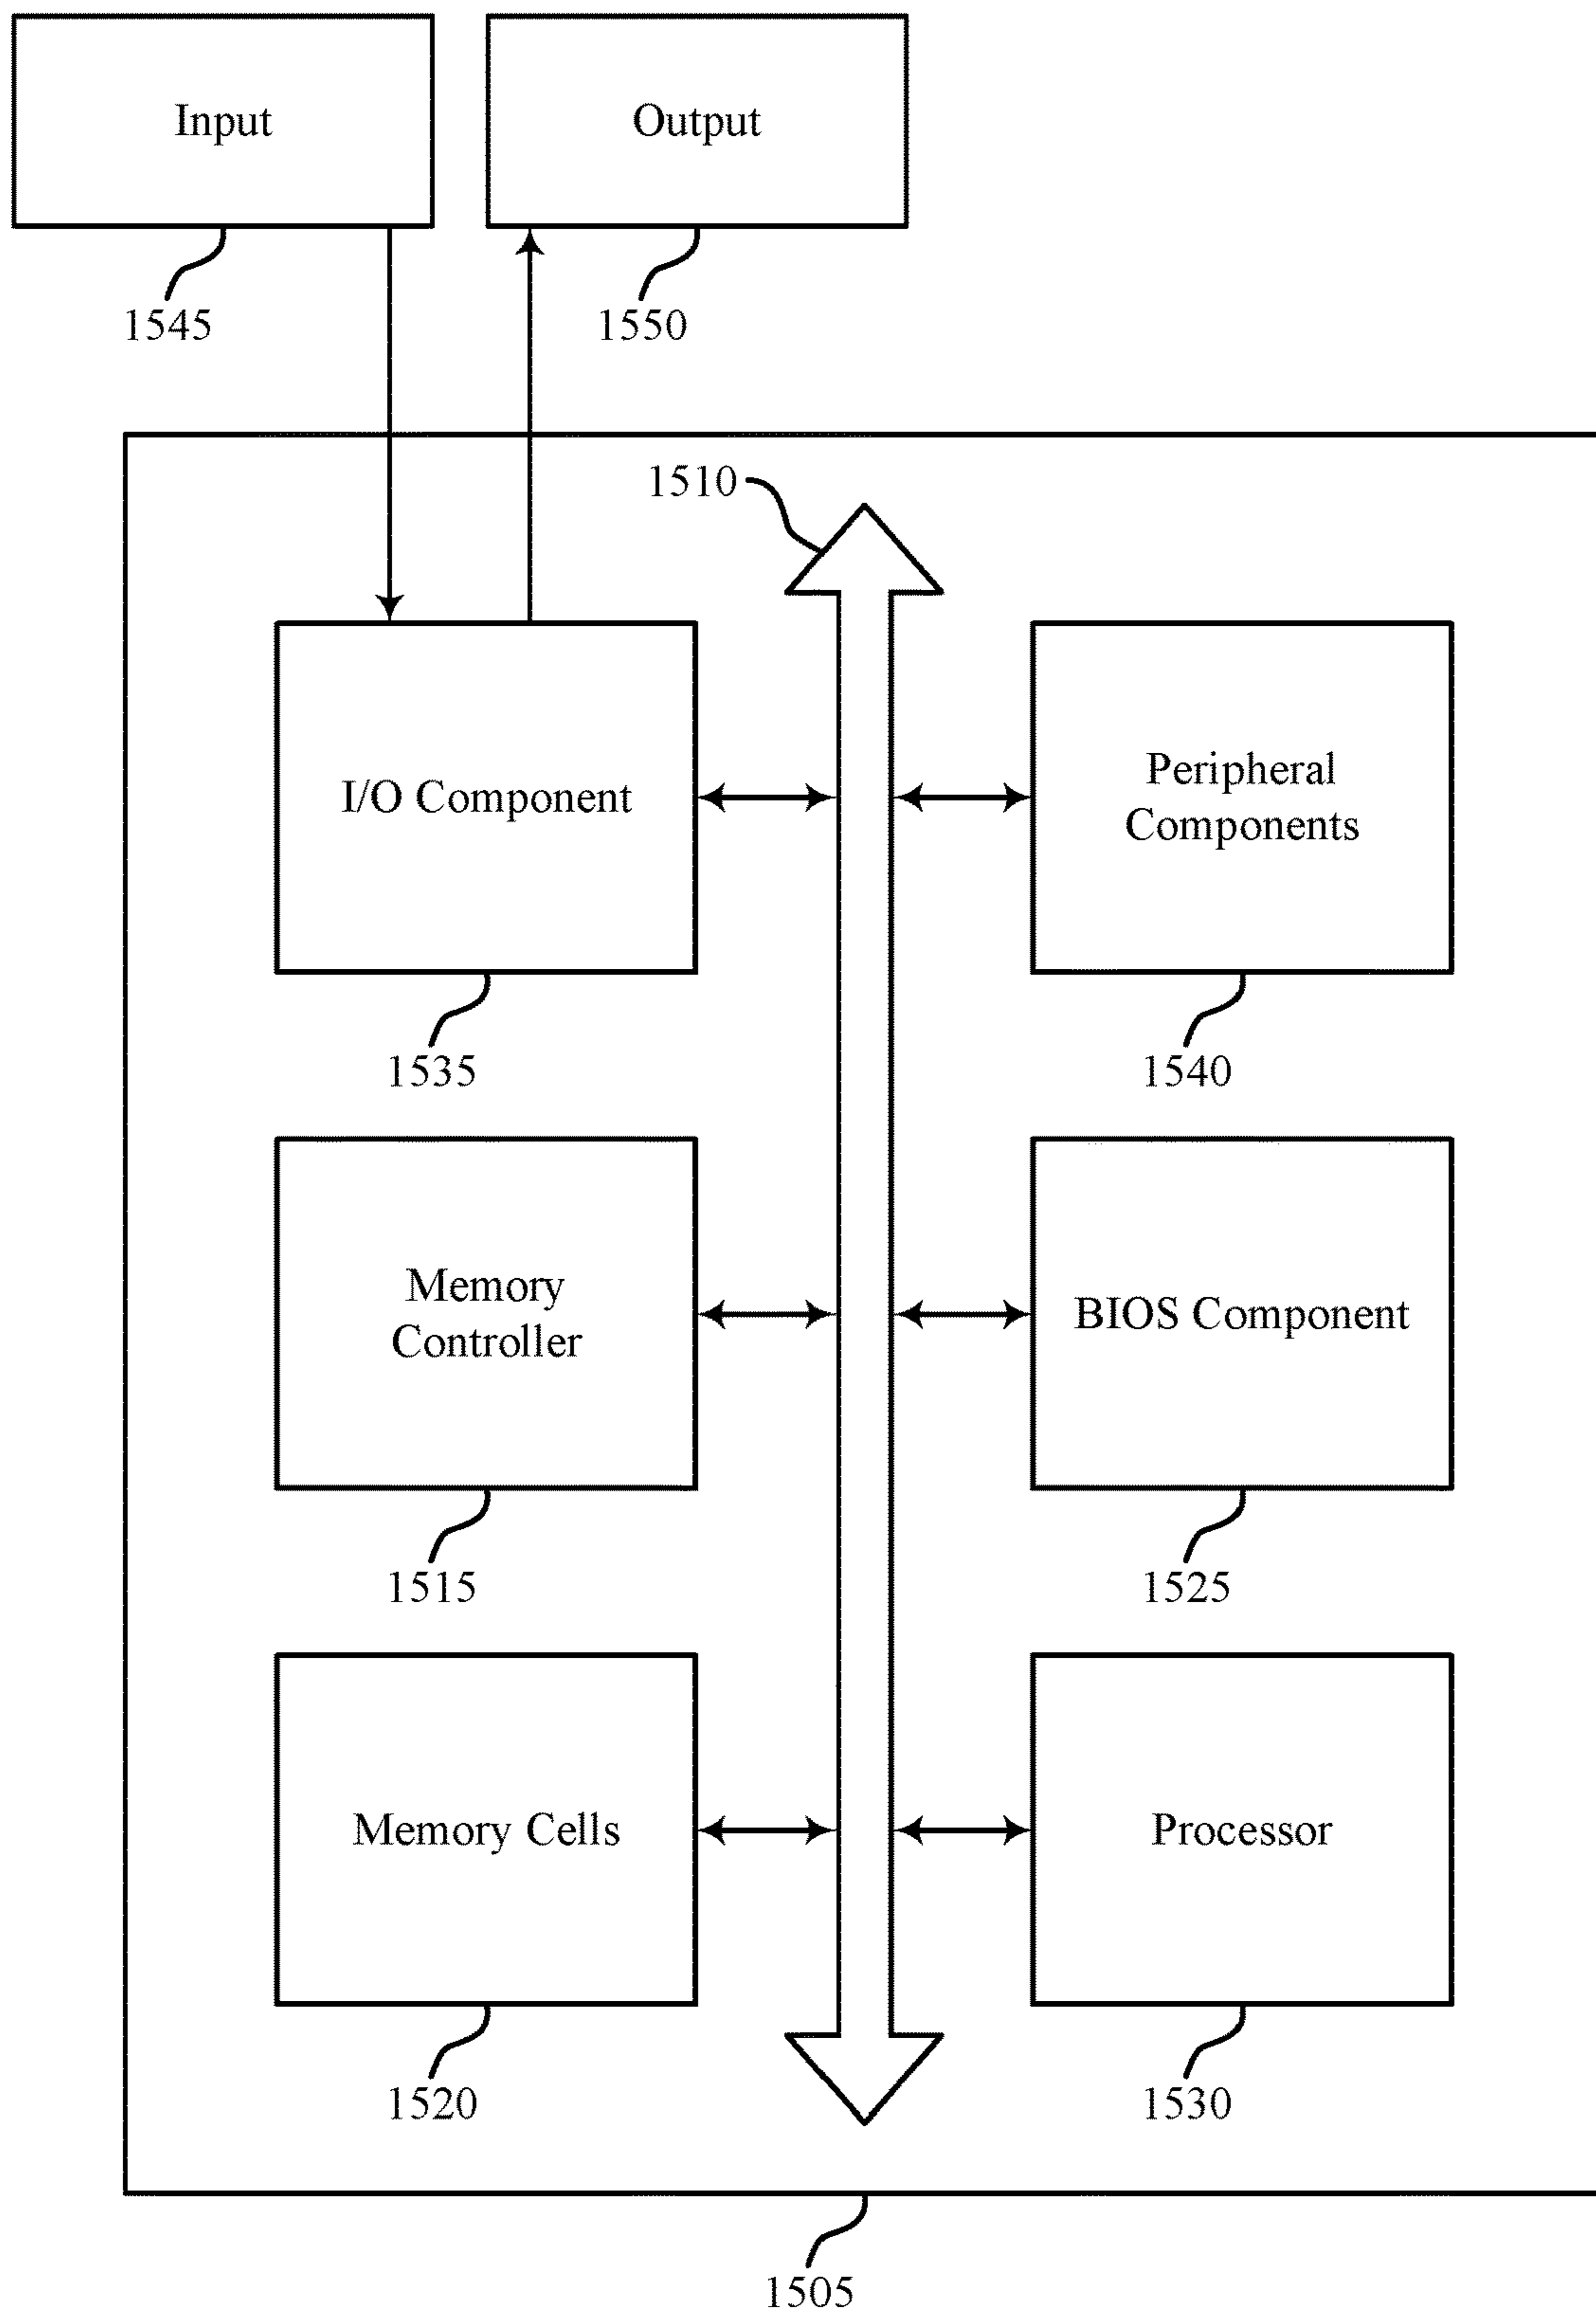 Input
Output
1545
1550
1510
I/O Component
Peripheral
Components
1535
1540
Memory
Controller
BIOS Component
1515
1525
Memory Cells
Processor
1520
1530
1505